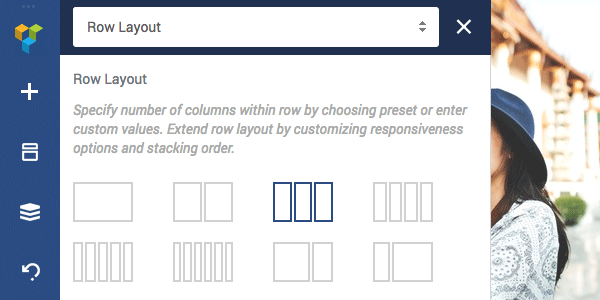 Row Layout
Row Layout
Specify number of columns within row by choosing preset or enter
custom values. Extend row layout by customizing responsiveness
options and stacking order.